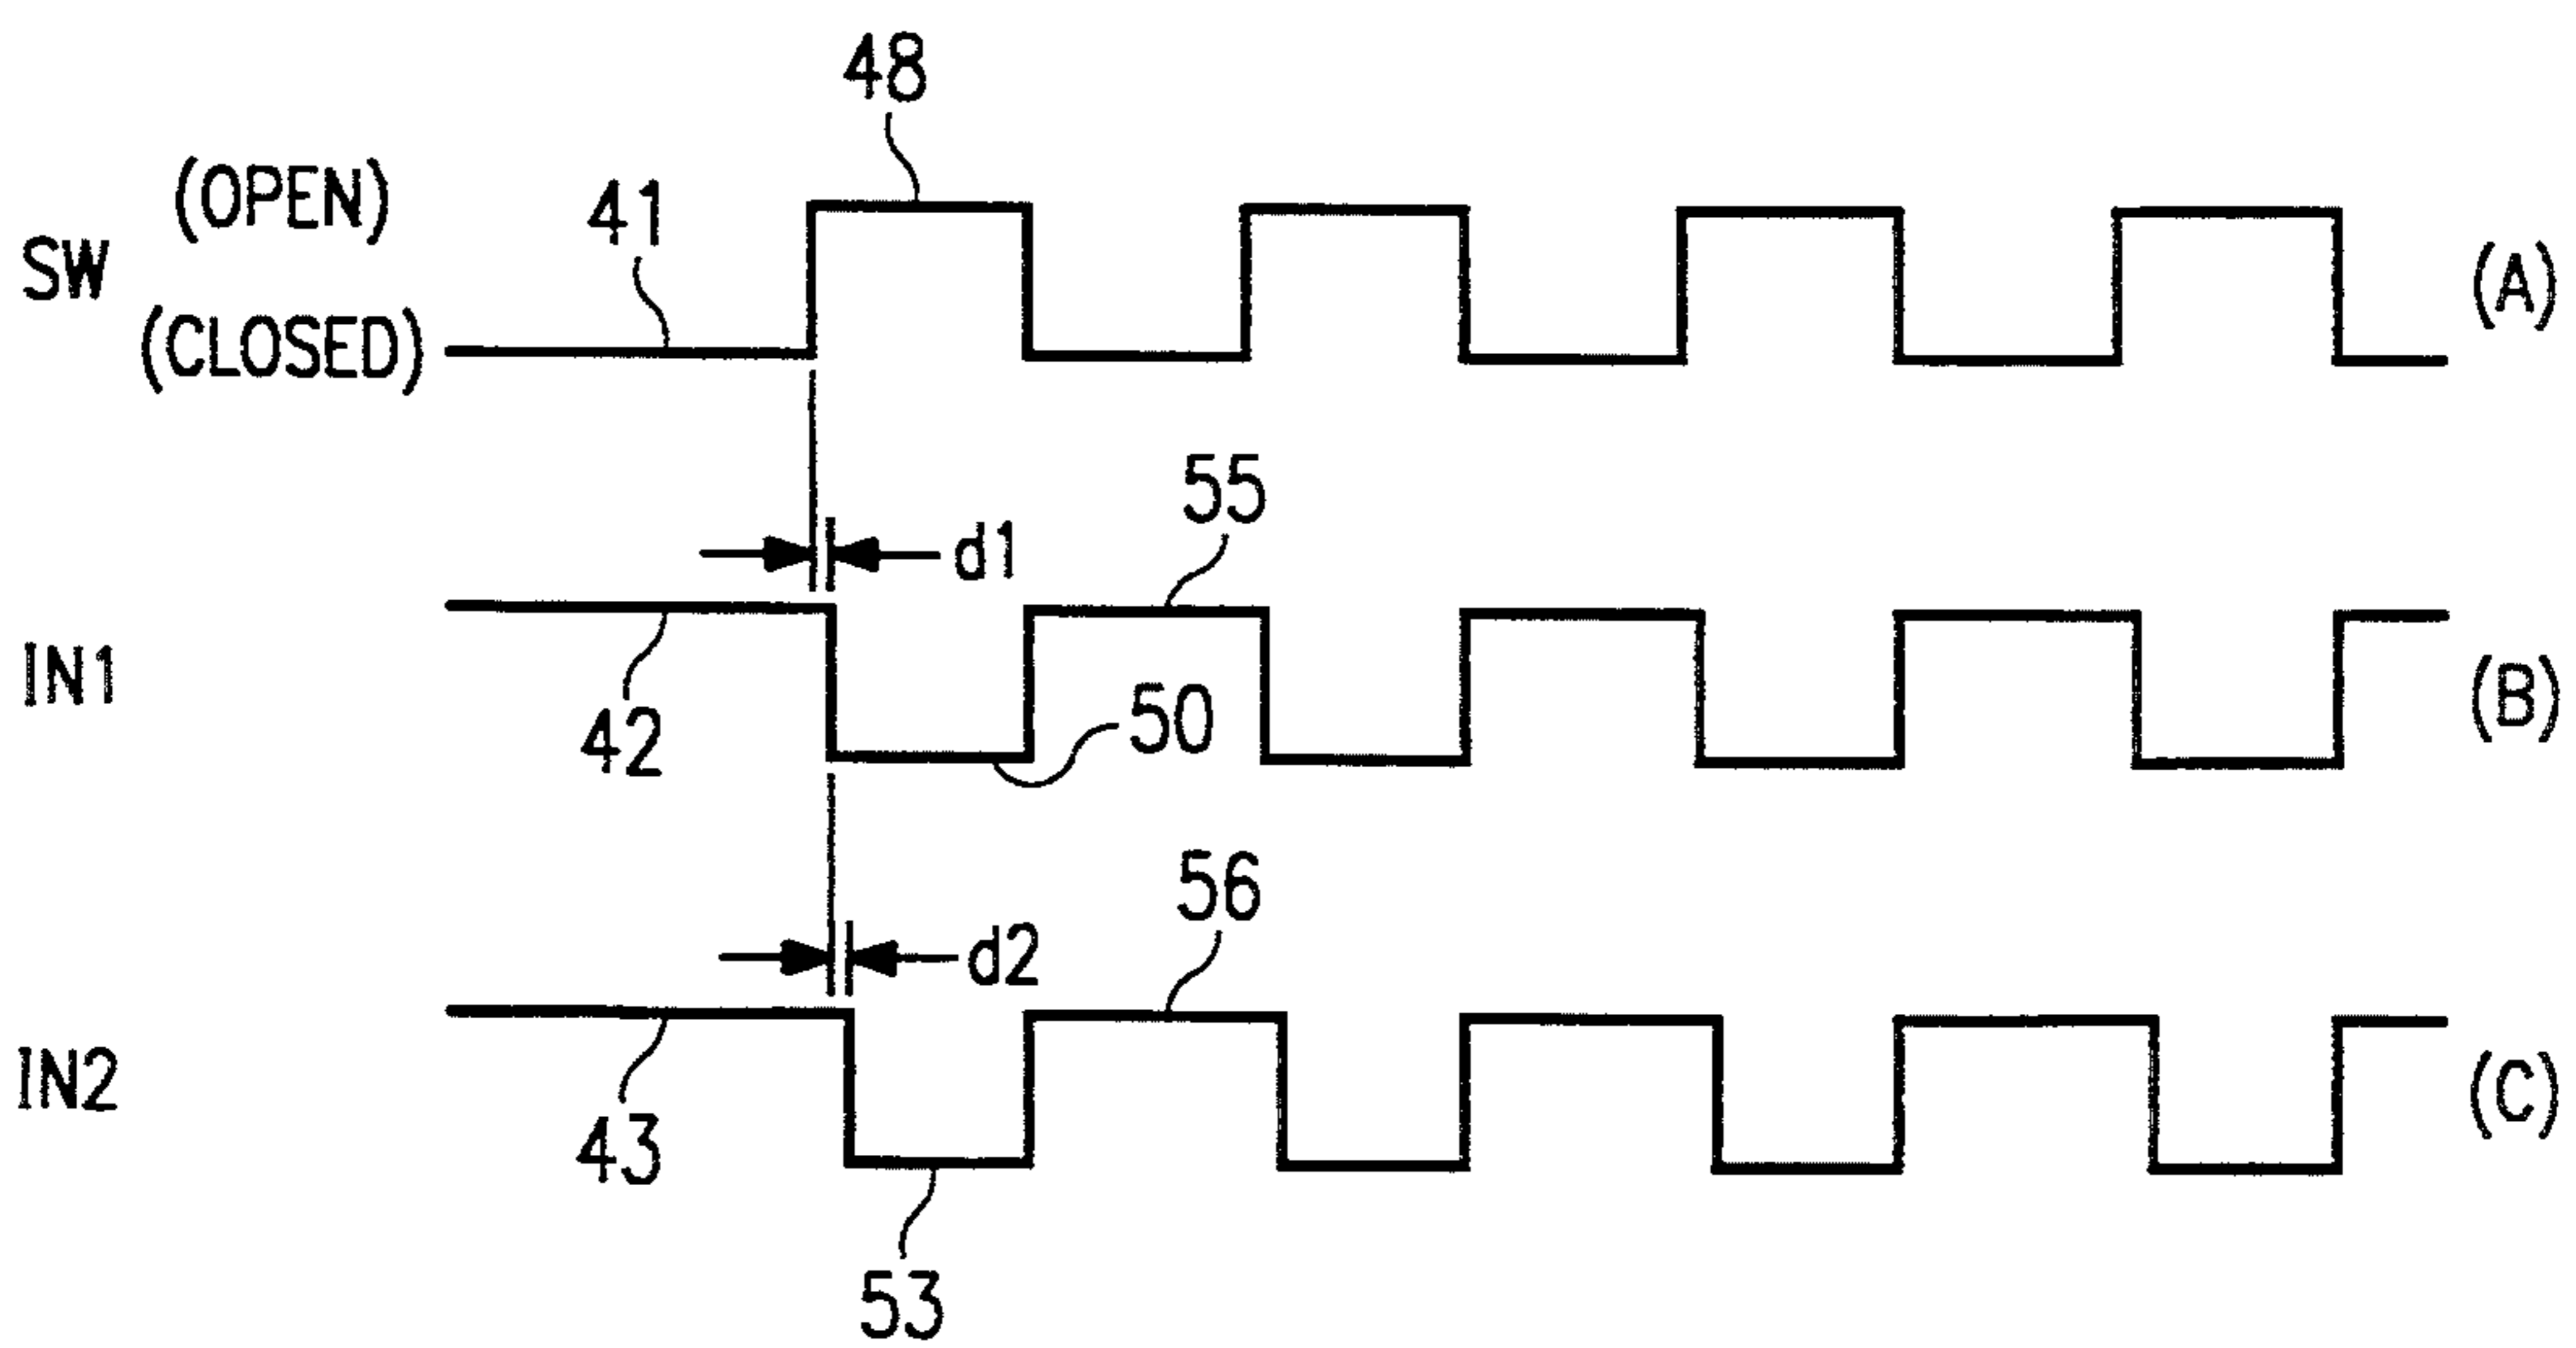 48
(OPEN)
41
SW
(A)
(CLOSED)
55
d1
IN1
50
(B)
42
56
d2
IN2
(C)
43
53